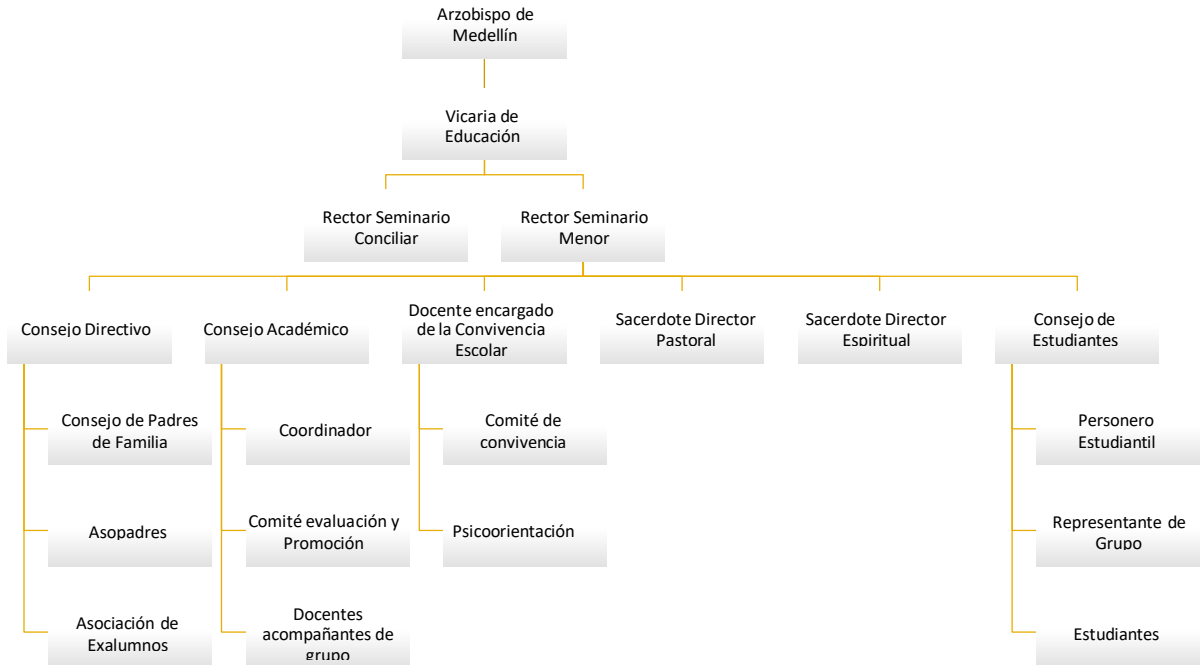 Arzobispo de
Medellín
Vicaria de
Educación
Rector Seminario
Conciliar
Rector Seminario
Menor
Consejo Directivo
Consejo Académico
Docente encargado
de la Convivencia
Escolar
Sacerdote Director
Pastoral
Sacerdote Director
Espiritual
Consejo de
Estudiantes
Consejo de Padres
de Familia
Asopadres
Asociación de
Exalumnos
Coordinador
Comité evaluación y
Promoción
Docentes
acompañantes de
grupo
Comité de
convivencia
Psicoorientación
Personero
Estudiantil
Representante de
Grupo
Estudiantes